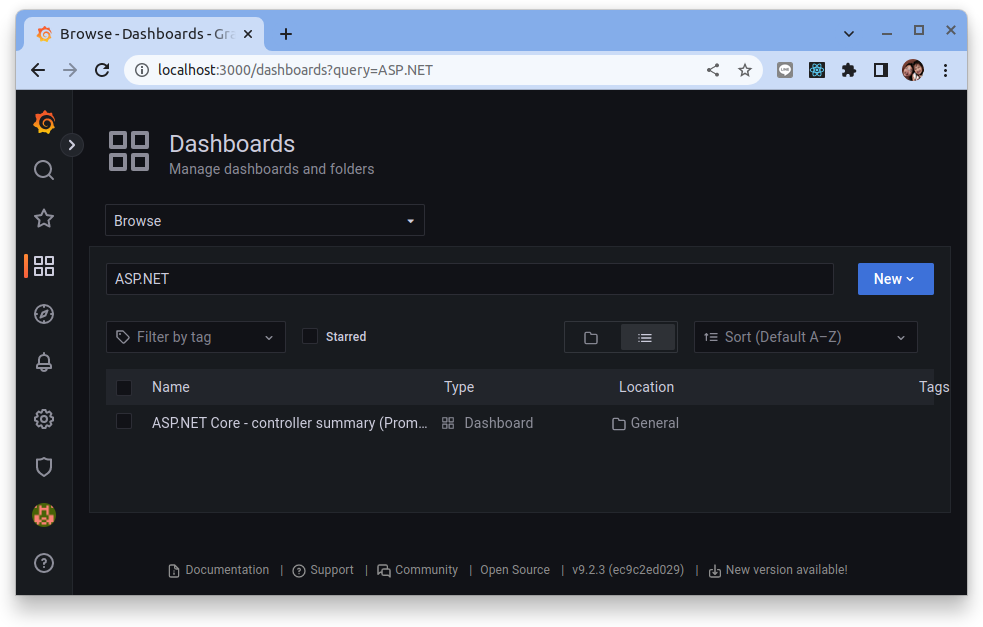 Browse - Dashboards - Gra
localhost:3000/dashboards?query=ASP.NET
Dashboards
Manage dashboards and folders
Browse
ASP.NET
New
Filter by tag
Starred
Sort (Default A–Z)
Name Type Location Tags
ASP.NET Core - controller summary (Prom... Dashboard General
Documentation | Support | Community | Open Source | v9.2.3 (ec9c2ed029) | New version available!